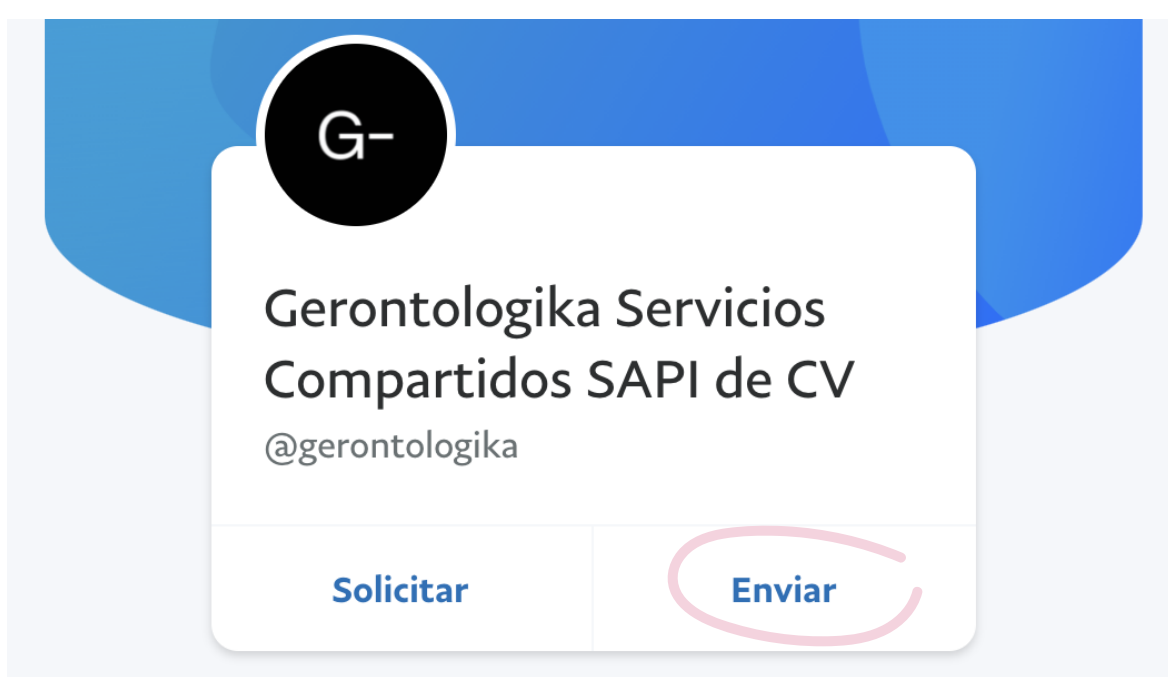 G-
Gerontologika Servicios
Compartidos SAPI de CV
@gerontologika
Solicitar
Enviar